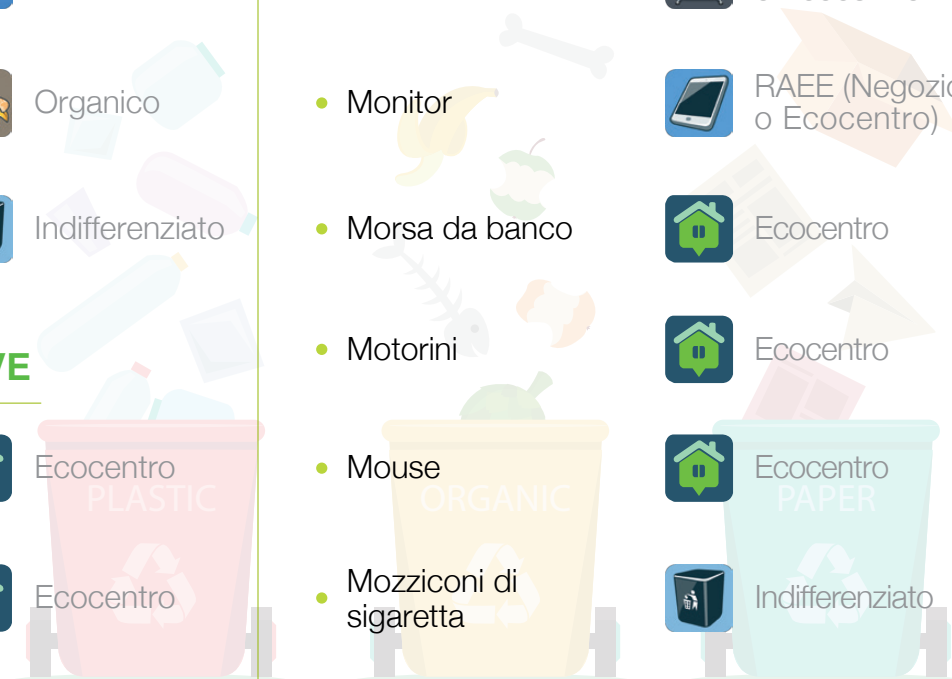 Organico
Indifferenziato
VE
Ecocentro
Ecocentro
PLASTIC
• Monitor
RAEE (Negozio
o Ecocentro)
• Morsa da banco
Ecocentro
• Motorini
Ecocentro
• Mouse
Ecocentro
• Mozziconi di
sigaretta
Indifferenziato
ORGANIC
PAPER